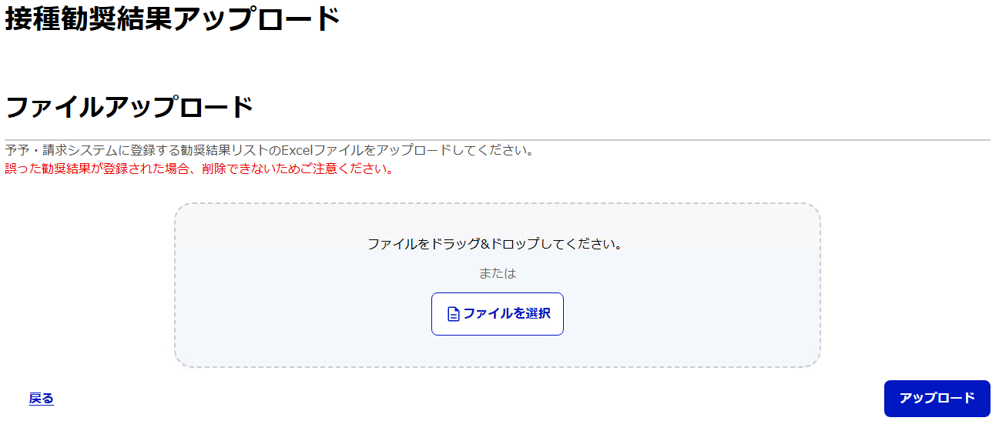 接種勧奨結果アップロード
ファイルアップロード
予予・請求システムに登録する勧奨結果リストのExcelファイルをアップロードしてください。
誤った勧奨結果が登録された場合、削除できないためご注意ください。
ファイルをドラッグ&ドロップしてください。
または
ファイルを選択
戻る
アップロード